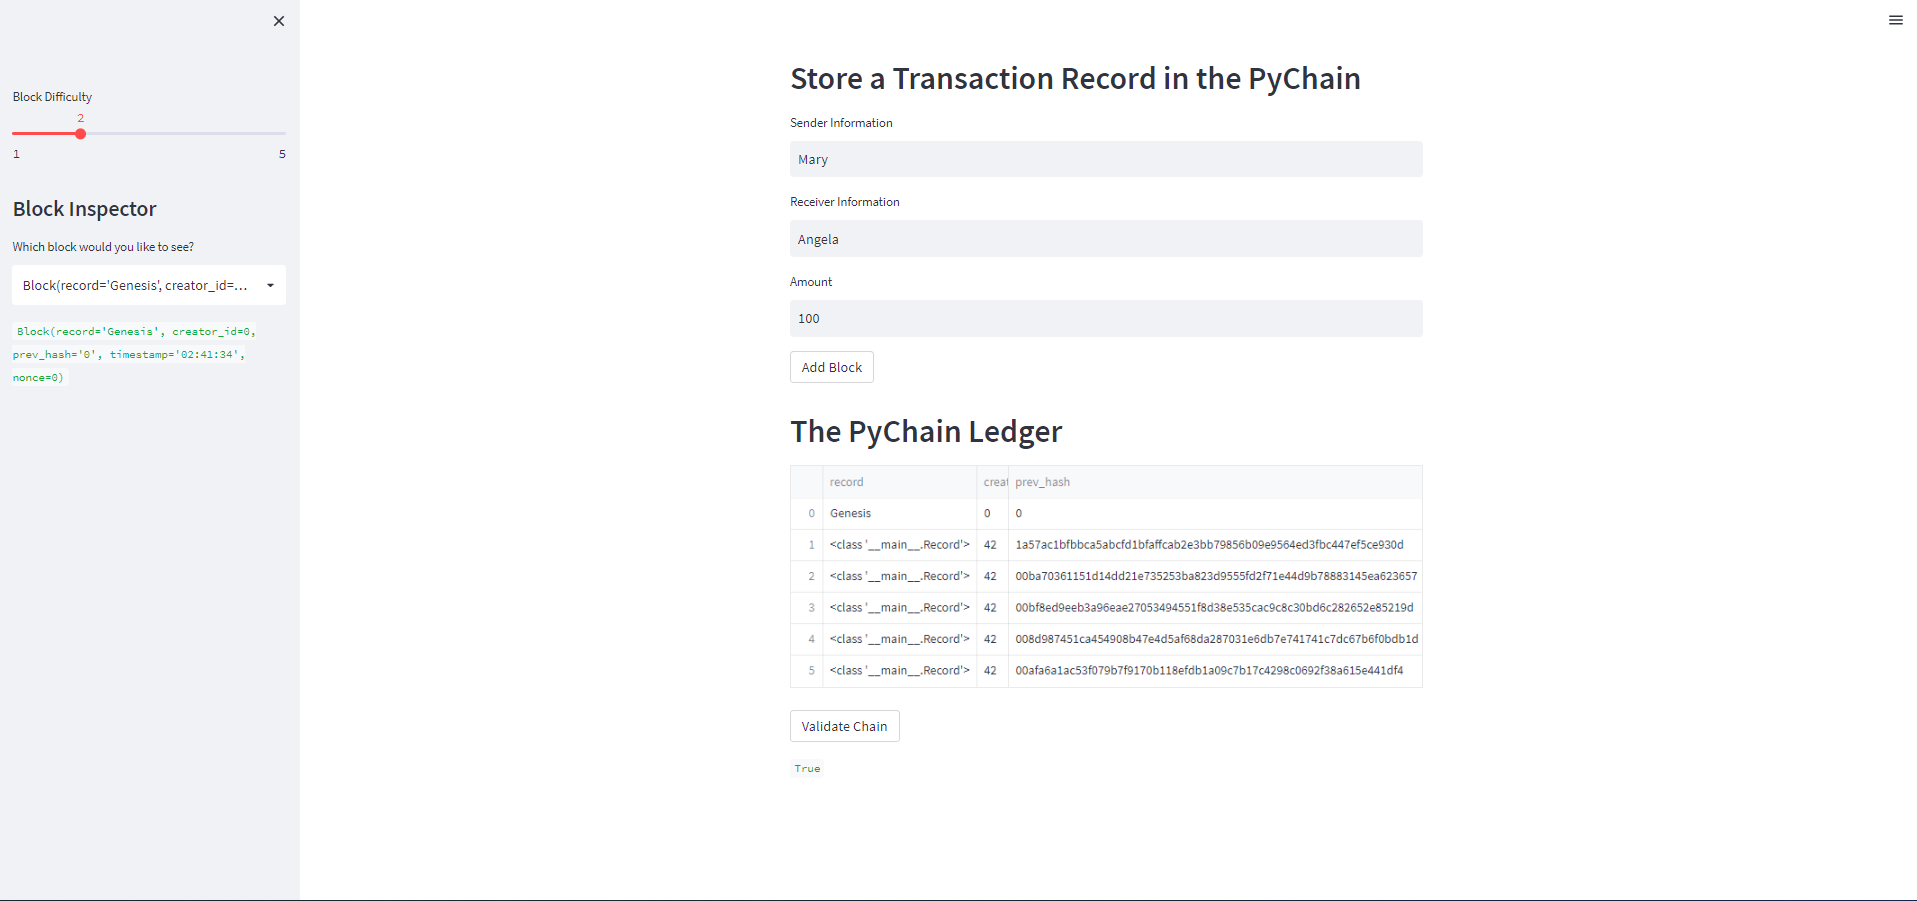 Block Difficulty
2
1 5
Block Inspector
Which block would you like to see?
Block(record='Genesis', creator_id=...
Block(record='Genesis', creator_id=0,
prev_hash='0', timestamp='02:41:34',
nonce=0)
Store a Transaction Record in the PyChain
Sender Information
Mary
Receiver Information
Angela
Amount
100
Add Block
The PyChain Ledger
record creat prev_hash
0 Genesis 0 0
1 <class '__main__.Record'> 42 1a57ac1bfbbca5abcfd1bfaffcab2e3bb79856b09e9564ed3fbc447ef5ce930d
2 <class '__main__.Record'> 42 00ba70361151d14dd21e735253ba823d9555fd2f71e44d9b78883145ea623657
3 <class '__main__.Record'> 42 00bf8ed9eeb3a96eae27053494551f8d38e535cac9c8c30bd6c282652e85219d
4 <class '__main__.Record'> 42 008d987451ca454908b47e4d5af68da287031e6db7e741741c7dc67b6f0bdb1d
5 <class '__main__.Record'> 42 00afa6a1ac53f079b7f9170b118efdb1a09c7b17c4298c0692f38a615e441df4
Validate Chain
True